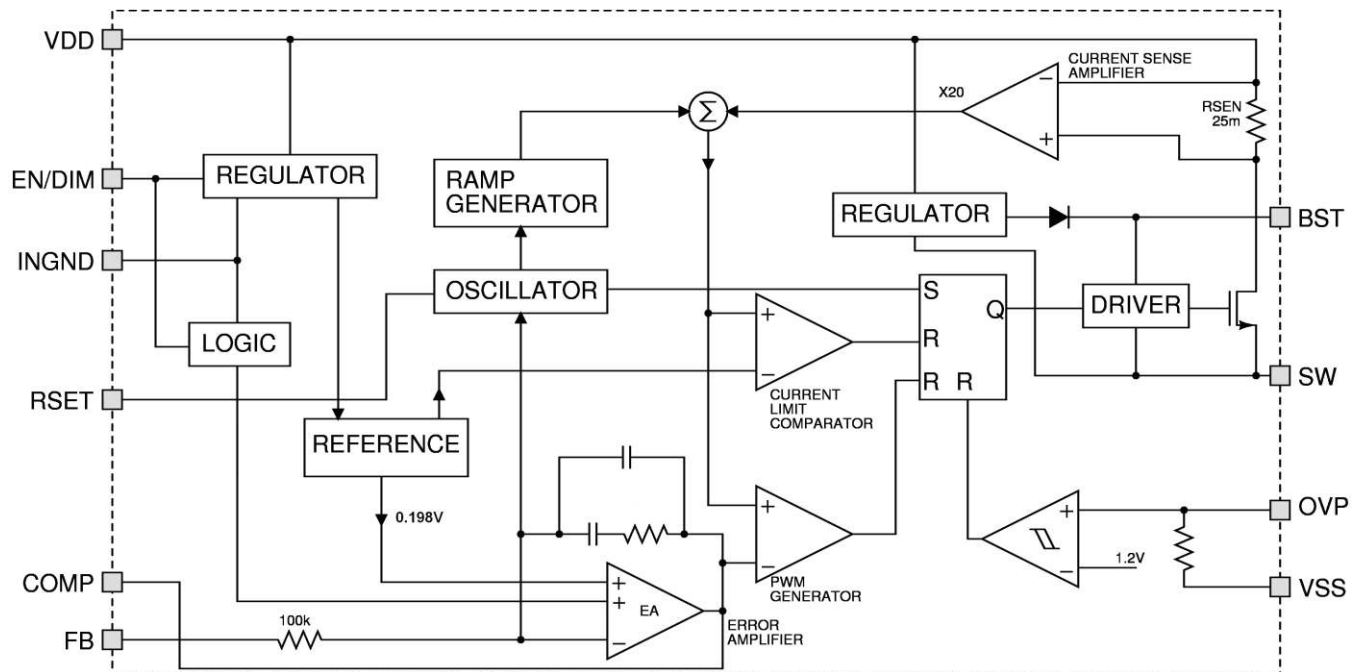 VDD
CURRENT SENSE
AMPLIFIER
X20
−
+
RSEN
25m
Σ
EN/DIM
REGULATOR
RAMP
GENERATOR
REGULATOR
BST
INGND
OSCILLATOR
S
Q
DRIVER
LOGIC
+
R
−
R R
SW
RSET
CURRENT
LIMIT
COMPARATOR
REFERENCE
0.198V
+
−
PWM
GENERATOR
+
−
1.2V
OVP
VSS
COMP
+
+
EA
−
ERROR
AMPLIFIER
FB
100k